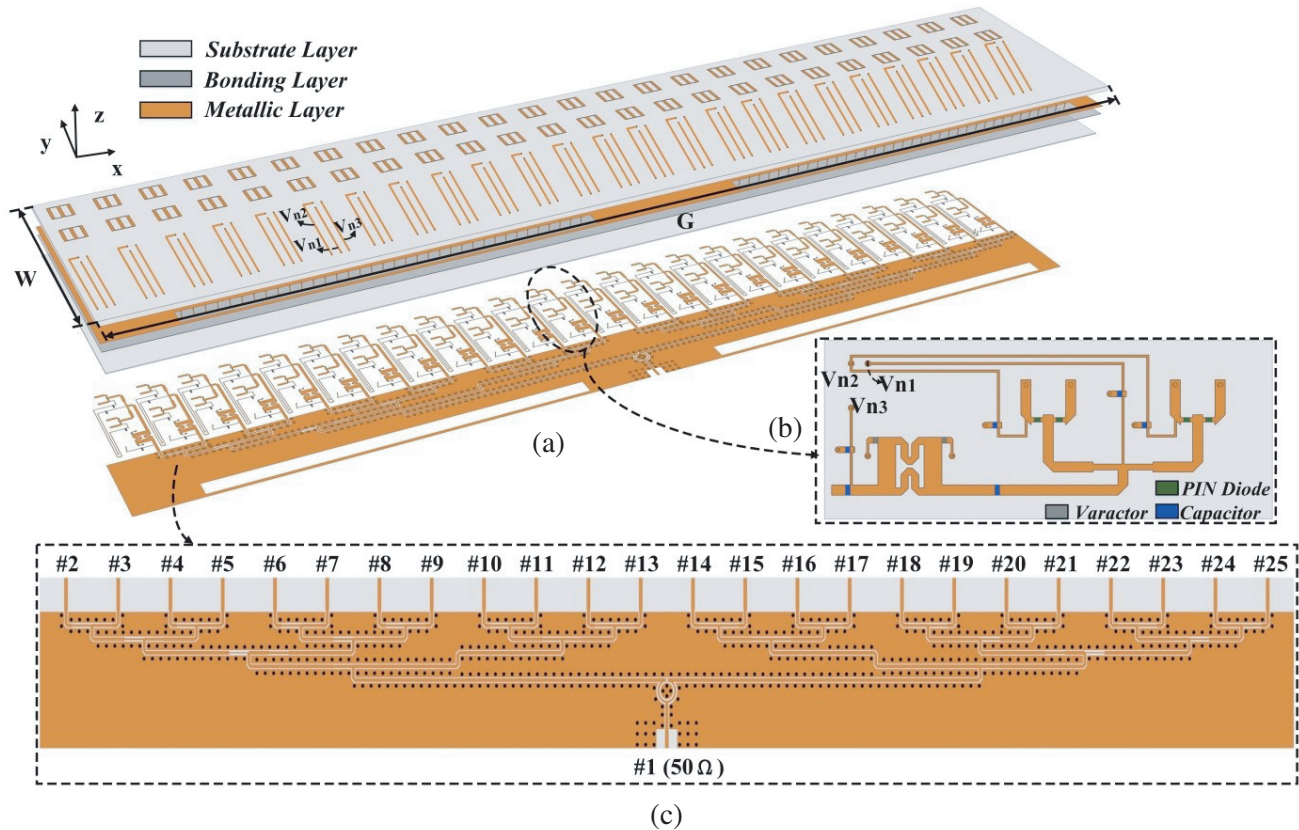 Substrate Layer
Bonding Layer
Metallic Layer
z
y
x
Vn2
Vn3
Vn1
G
W
(a)
(b)
Vn2
Vn1
Vn3
PIN Diode
Varactor
Capacitor
#2 #3 #4 #5 #6 #7 #8 #9 #10 #11 #12 #13 #14 #15 #16 #17 #18 #19 #20 #21 #22 #23 #24 #25
#1 (50Ω)
(c)